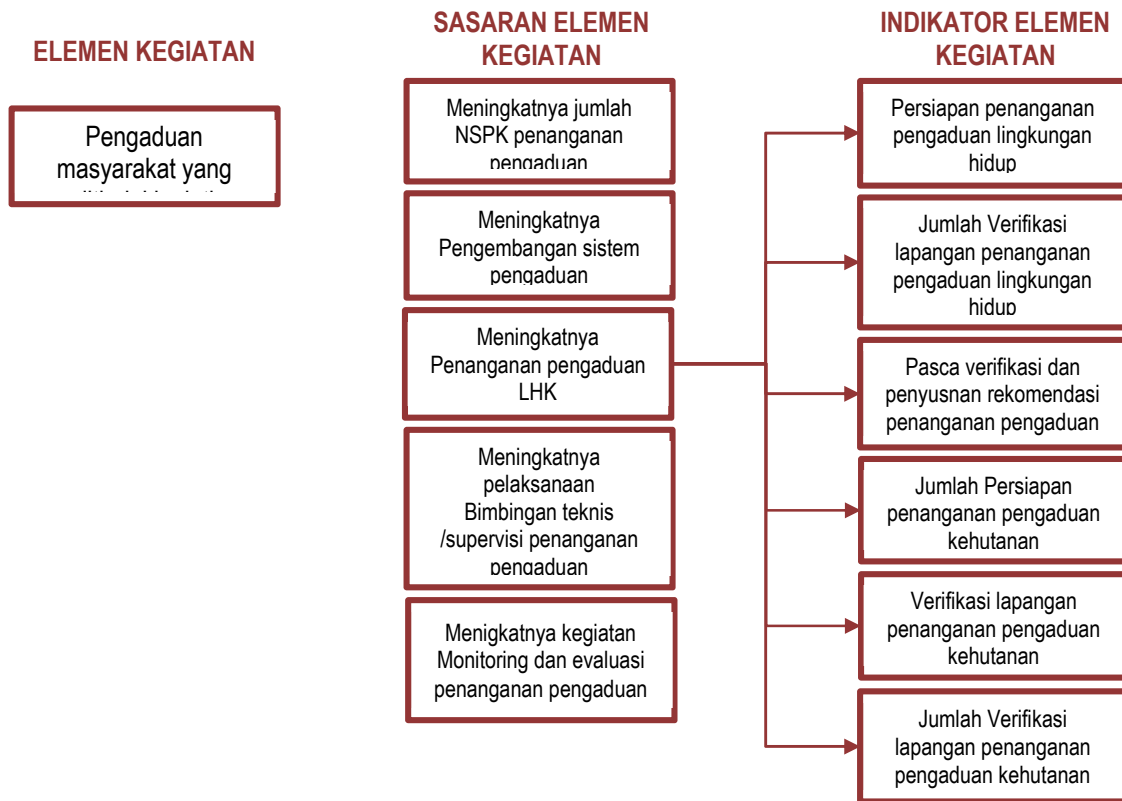 ELEMEN KEGIATAN
Pengaduan
masyarakat yang
SASARAN ELEMEN
KEGIATAN
Meningkatnya jumlah
NSPK penanganan
pengaduan
Meningkatnya
Pengembangan sistem
pengaduan
Meningkatnya
Penanganan pengaduan
LHK
Meningkatnya
pelaksanaan
Bimbingan teknis
/supervisi penanganan
pengaduan
Menigkatnya kegiatan
Monitoring dan evaluasi
penanganan pengaduan
INDIKATOR ELEMEN
KEGIATAN
Persiapan penanganan
pengaduan lingkungan
hidup
Jumlah Verifikasi
lapangan penanganan
pengaduan lingkungan
hidup
Pasca verifikasi dan
penyusnan rekomendasi
penanganan pengaduan
Jumlah Persiapan
penanganan pengaduan
kehutanan
Verifikasi lapangan
penanganan pengaduan
kehutanan
Jumlah Verifikasi
lapangan penanganan
pengaduan kehutanan